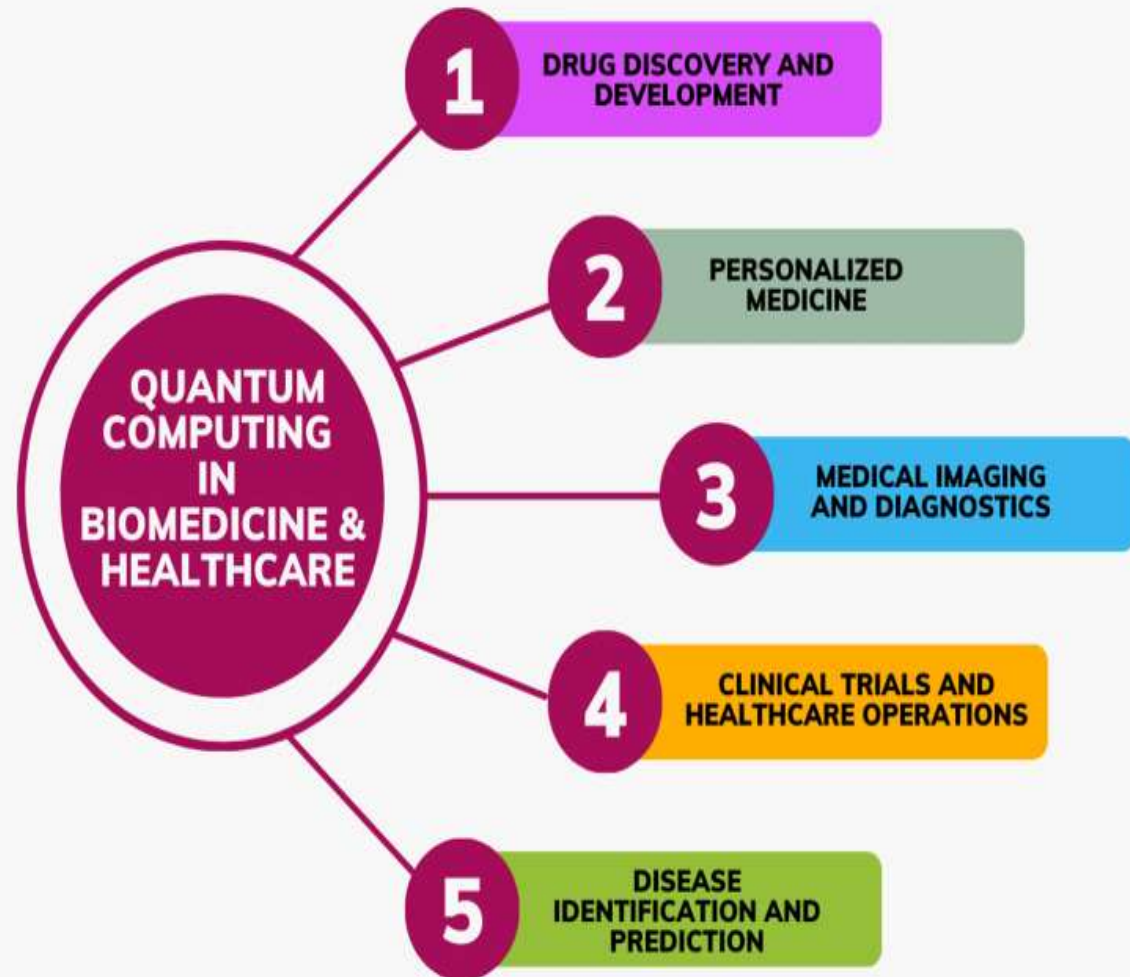 QUANTUM
COMPUTING
IN
BIOMEDICINE &
HEALTHCARE
1
DRUG DISCOVERY AND
DEVELOPMENT
2
PERSONALIZED
MEDICINE
3
MEDICAL IMAGING
AND DIAGNOSTICS
4
CLINICAL TRIALS AND
HEALTHCARE OPERATIONS
5
DISEASE
IDENTIFICATION AND
PREDICTION